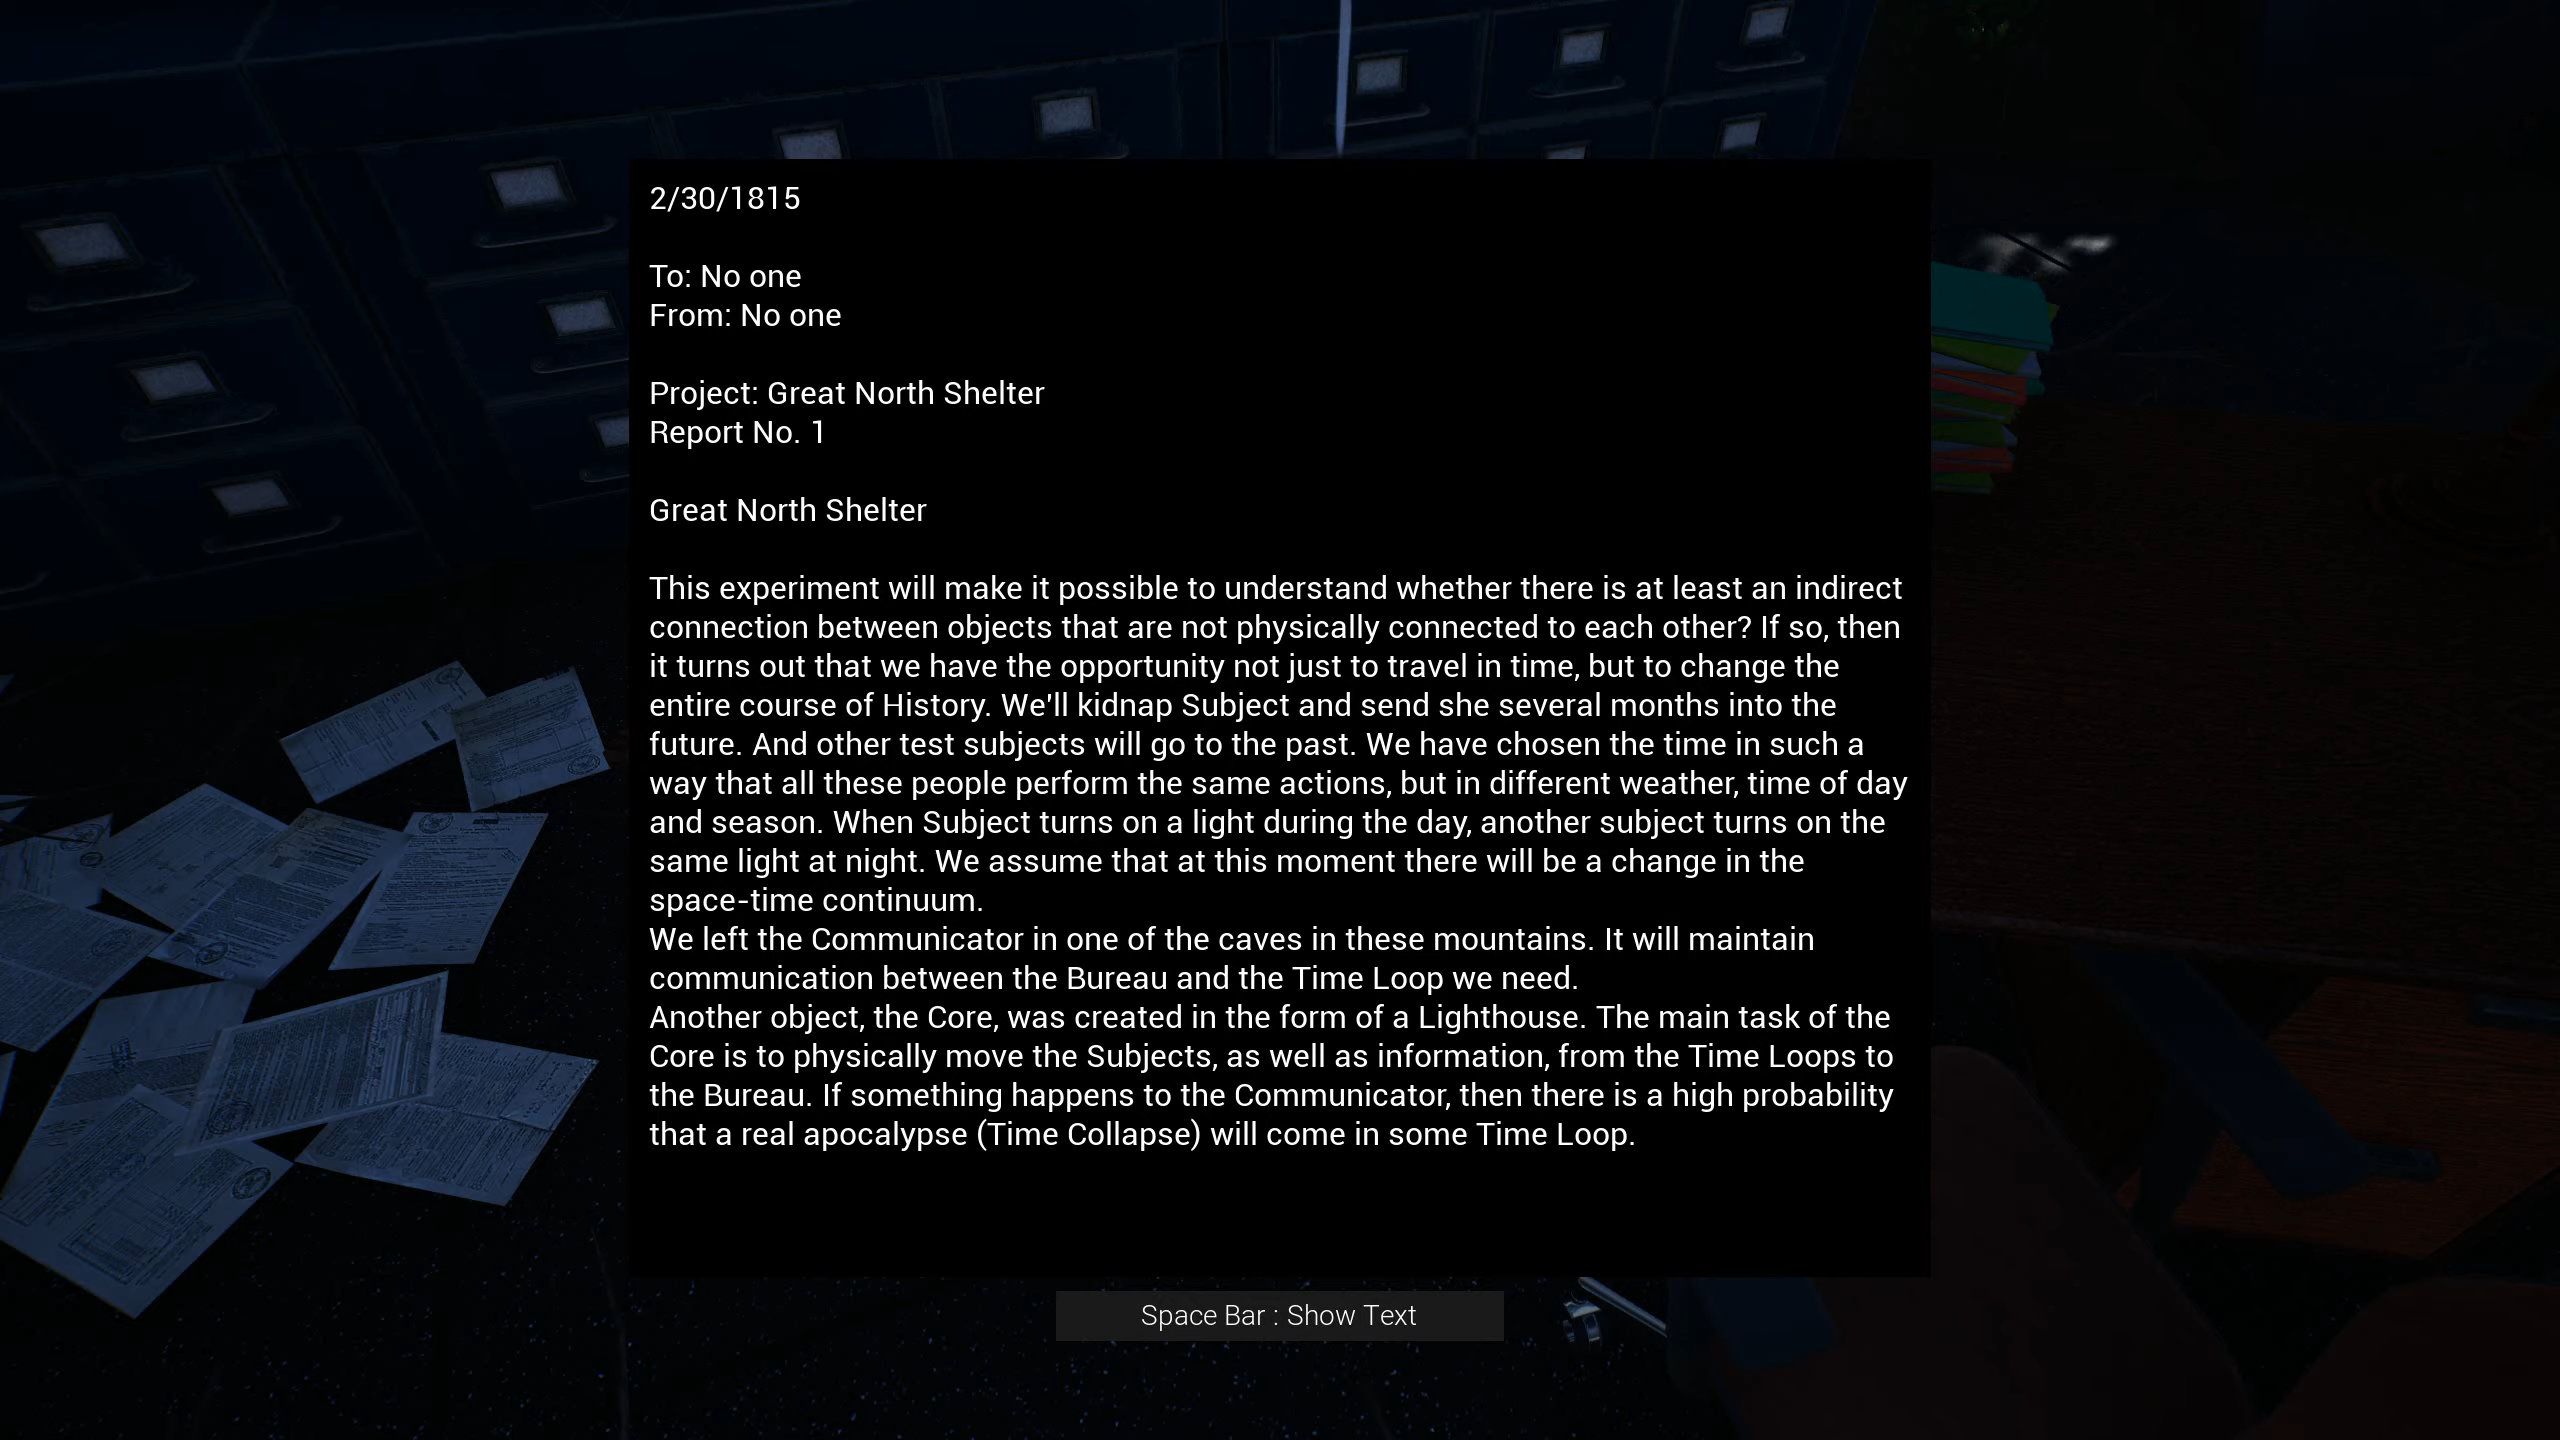 2/30/1815
To: No one
From: No one
Project: Great North Shelter
Report No. 1
Great North Shelter
This experiment will make it possible to understand whether there is at least an indirect
connection between objects that are not physically connected to each other? If so, then
it turns out that we have the opportunity not just to travel in time, but to change the
entire course of History. We'll kidnap Subject and send she several months into the
future. And other test subjects will go to the past. We have chosen the time in such a
way that all these people perform the same actions, but in different weather, time of day
and season. When Subject turns on a light during the day, another subject turns on the
same light at night. We assume that at this moment there will be a change in the
space-time continuum.
We left the Communicator in one of the caves in these mountains. It will maintain
communication between the Bureau and the Time Loop we need.
Another object, the Core, was created in the form of a Lighthouse. The main task of the
Core is to physically move the Subjects, as well as information, from the Time Loops to
the Bureau. If something happens to the Communicator, then there is a high probability
that a real apocalypse (Time Collapse) will come in some Time Loop.
Space Bar : Show Text